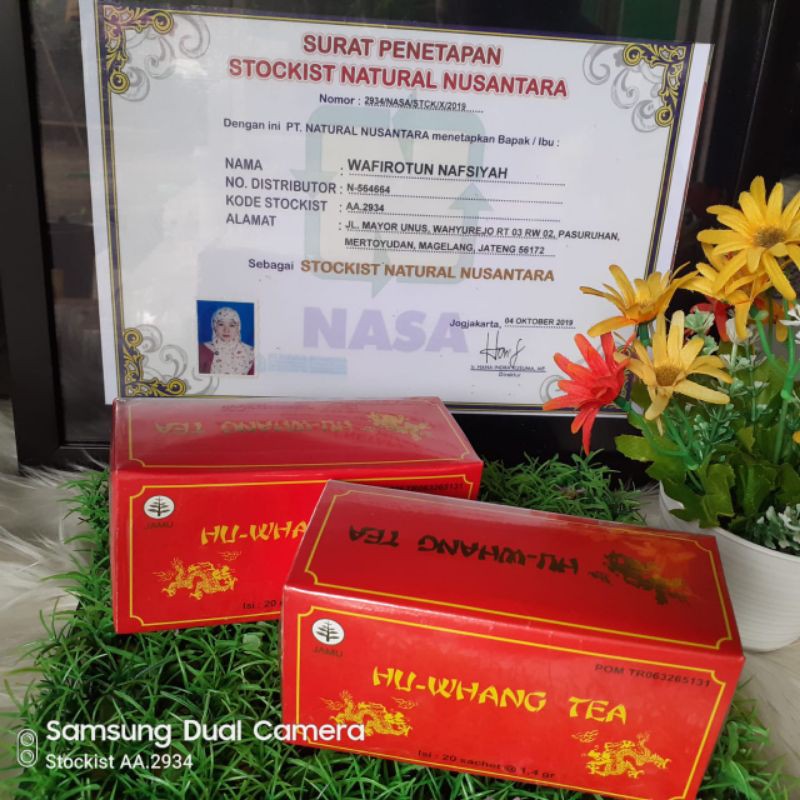 SURAT PENETAPAN
STOCKIST NATURAL NUSANTARA
Nomor : 2934/NASA/STCK/X/2019
Dengan ini PT. NATURAL NUSANTARA menetapkan Bapak / Ibu :
NAMA : WAFIROTUN NAFSIYAH
NO. DISTRIBUTOR : N-564664
KODE STOCKIST : AA.2934
ALAMAT : JL. MAYOR UNUS, WAHYUREJO RT 03 RW 02, PASURUHAN,
MERTOYUDAN, MAGELANG, JATENG 56172
Sebagai STOCKIST NATURAL NUSANTARA
NASA
Jogjakarta, 04 OKTOBER 2019
Direktur
HU-WHANG TEA
TR063265131
JAMU
HU-WHA
Isi : 20
HU-WHANG TEA
JAMU
POM TR063265131
HU-WHANG TEA
Isi : 20 sachet @ 1,4 gr
Samsung Dual Camera
Stockist AA.2934